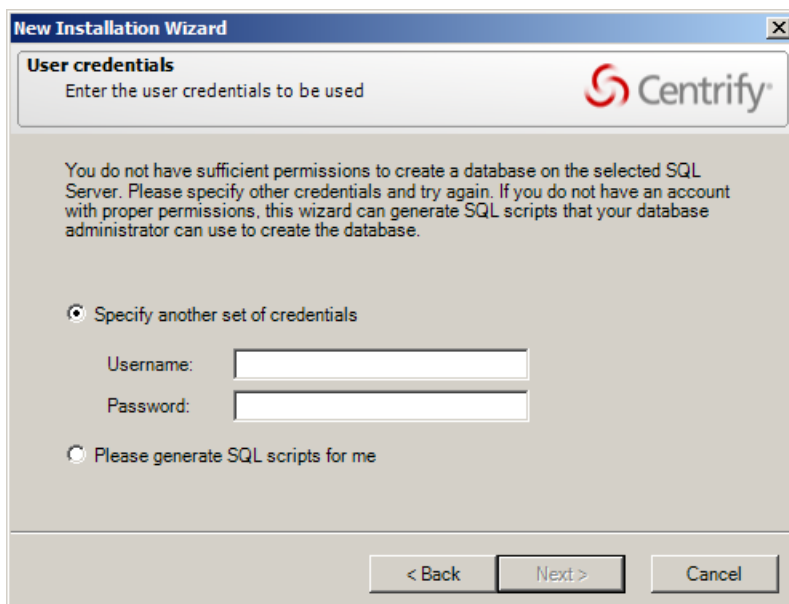 New Installation Wizard
User credentials
Enter the user credentials to be used
Centrify
You do not have sufficient permissions to create a database on the selected SQL
Server. Please specify other credentials and try again. If you do not have an account
with proper permissions, this wizard can generate SQL scripts that your database
administrator can use to create the database.
Specify another set of credentials
Username:
Password:
Please generate SQL scripts for me
< Back
Next >
Cancel